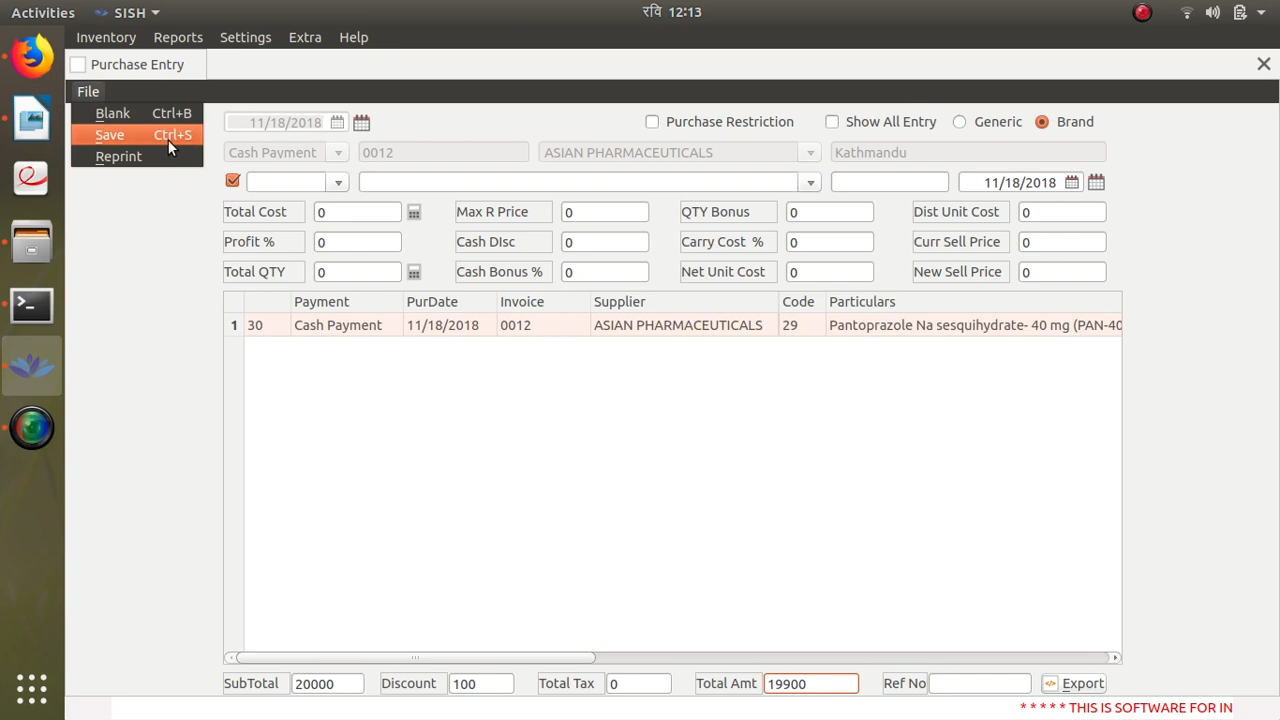 Activities SISH रवि 12:13
Inventory Reports Settings Extra Help
Purchase Entry
File
Blank Ctrl+B 11/18/2018 Purchase Restriction Show All Entry Generic Brand
Save Ctrl+S Cash Payment 0012 ASIAN PHARMACEUTICALS Kathmandu
Reprint
11/18/2018
Total Cost 0 Max R Price 0 QTY Bonus 0 Dist Unit Cost 0
Profit % 0 Cash DIsc 0 Carry Cost % 0 Curr Sell Price 0
Total QTY 0 Cash Bonus % 0 Net Unit Cost 0 New Sell Price 0
Payment PurDate Invoice Supplier Code Particulars
1 30 Cash Payment 11/18/2018 0012 ASIAN PHARMACEUTICALS 29 Pantoprazole Na sesquihydrate- 40 mg (PAN-40
SubTotal 20000 Discount 100 Total Tax 0 Total Amt 19900 Ref No Export
* * * * * THIS IS SOFTWARE FOR IN